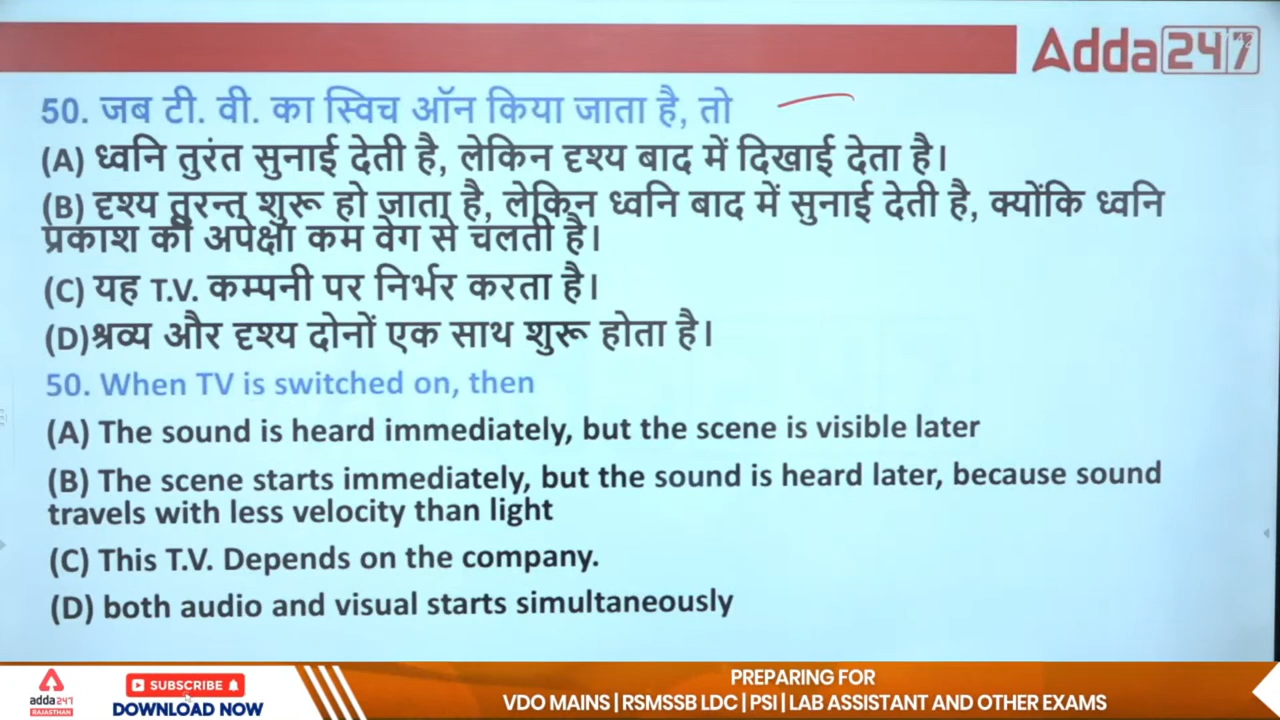 Adda247
50. जब टी. वी. का स्विच ऑन किया जाता है, तो
(A) ध्वनि तुरंत सुनाई देती है, लेकिन दृश्य बाद में दिखाई देता है।
(B) दृश्य तुरन्त शुरू हो जाता है, लेकिन ध्वनि बाद में सुनाई देती है, क्योंकि ध्वनि
प्रकाश की अपेक्षा कम वेग से चलती है।
(C) यह T.V. कम्पनी पर निर्भर करता है।
(D)श्रव्य और दृश्य दोनों एक साथ शुरू होता है।
50. When TV is switched on, then
(A) The sound is heard immediately, but the scene is visible later
(B) The scene starts immediately, but the sound is heard later, because sound
travels with less velocity than light
(C) This T.V. Depends on the company.
(D) both audio and visual starts simultaneously
adda247
RAJASTHAN
SUBSCRIBE
DOWNLOAD NOW
PREPARING FOR
VDO MAINS | RSMSSB LDC | PSI | LAB ASSISTANT AND OTHER EXAMS